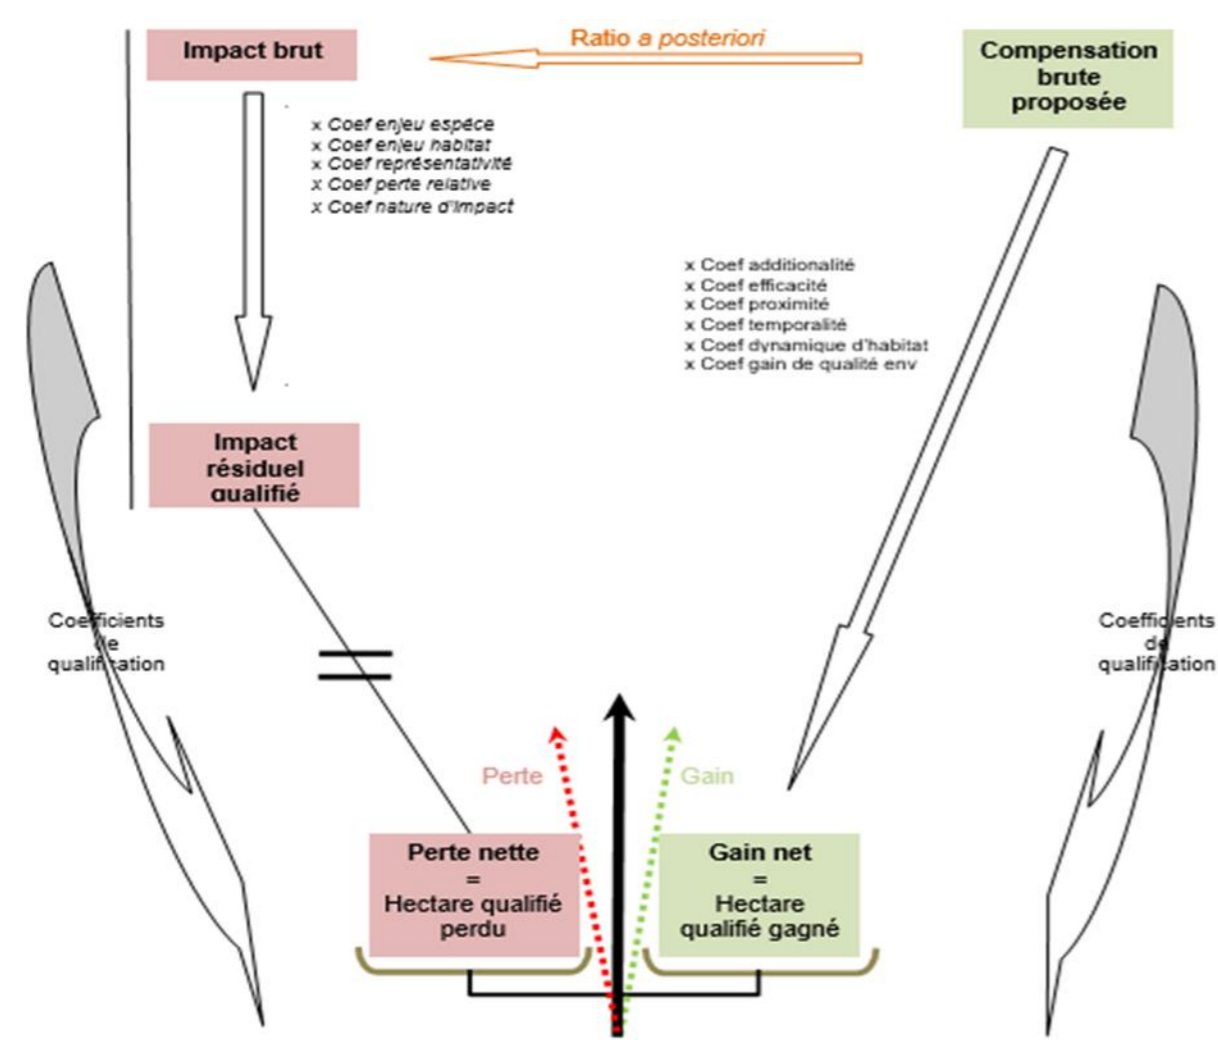 Impact brut
Ratio a posteriori
Compensation
brute
proposée
x Coef enjeu espéce
x Coef enjeu habitat
x Coef représentativité
x Coef perte relative
x Coef nature d'impact
x Coef additionalité
x Coef efficacité
x Coef proximité
x Coef temporalité
x Coef dynamique d'habitat
x Coef gain de qualité env
Impact
résiduel
qualifié
Coefficients
de
qualification
Coefficients
de
qualification
Perte
Gain
Perte nette
=
Hectare qualifié
perdu
Gain net
=
Hectare
qualifié gagné